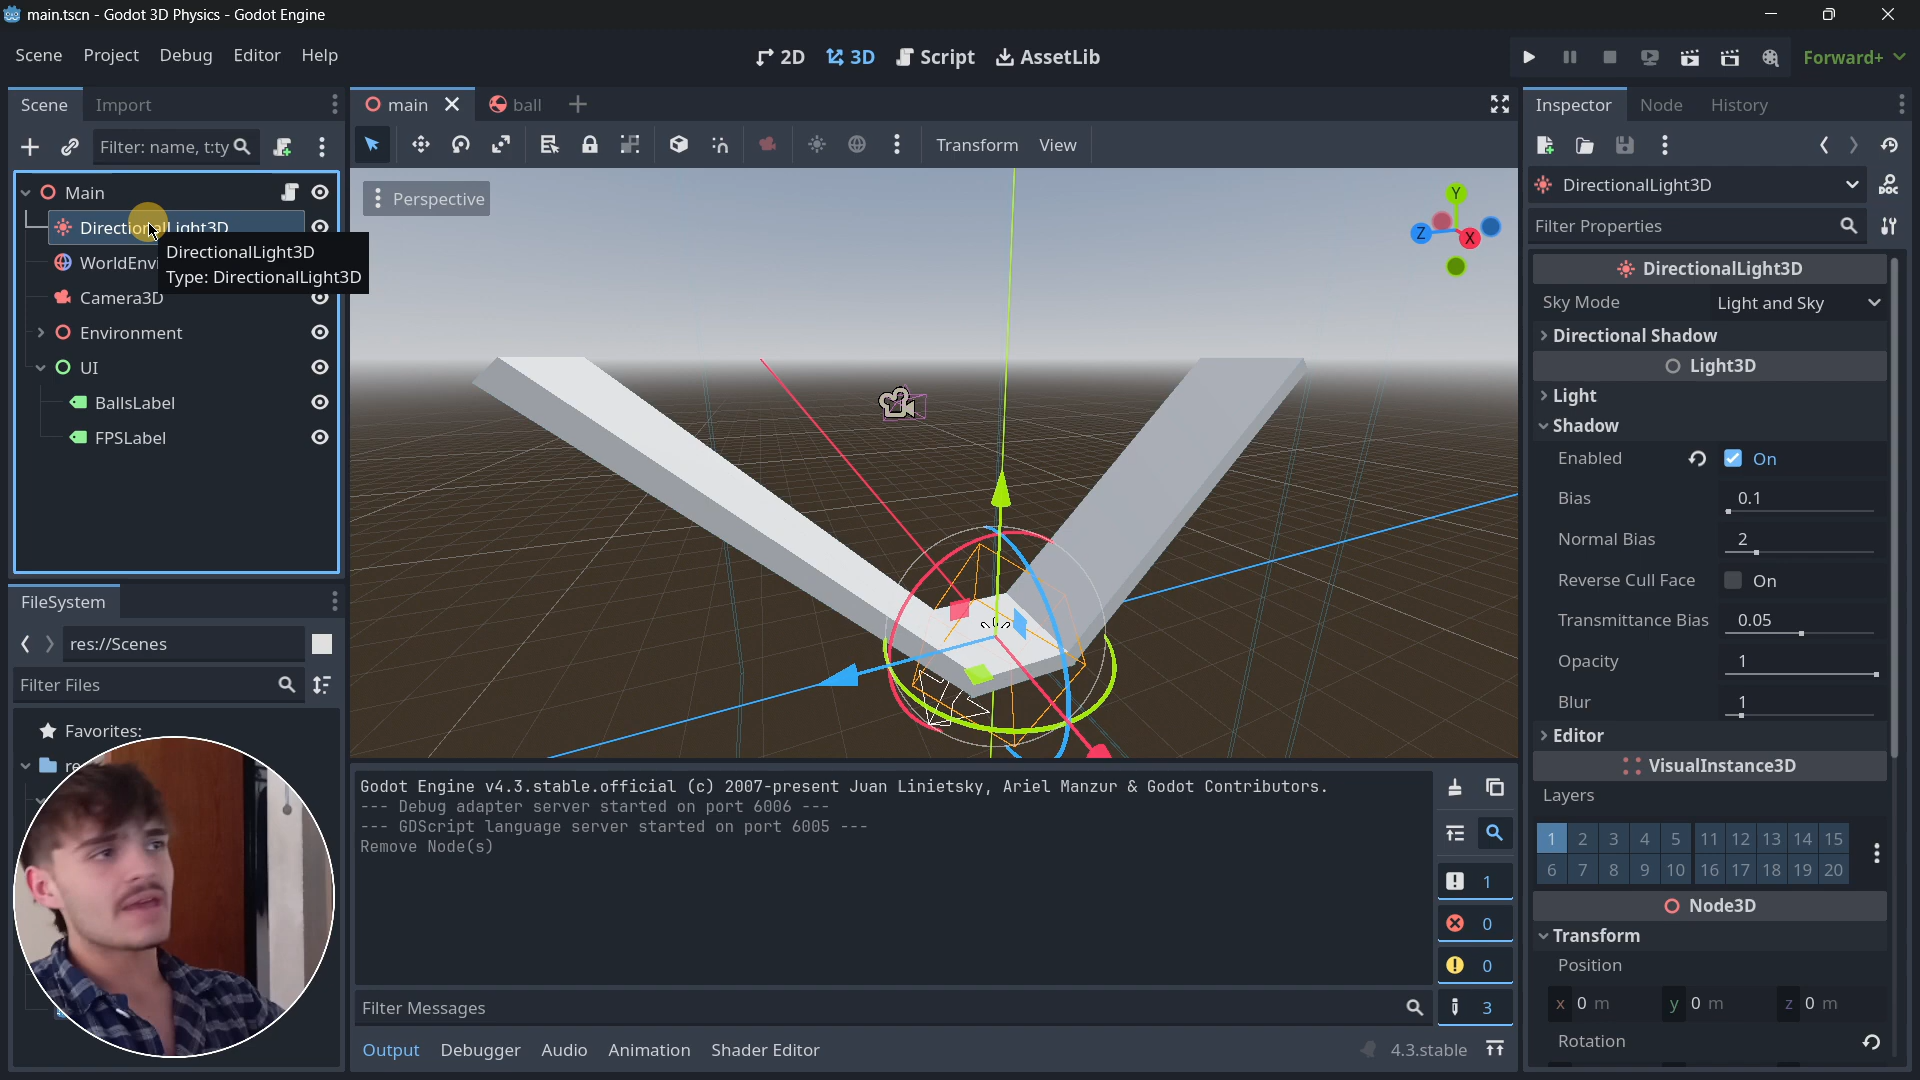 main.tscn - Godot 3D Physics - Godot Engine
Scene Project Debug Editor Help
2D 3D Script AssetLib
Forward+
Scene Import
main ball
Inspector Node History
Filter: name, t:ty
Transform View
Main
DirectionalLight3D
DirectionalLight3D
Type: DirectionalLight3D
Camera3D
Environment
UI
BallsLabel
FPSLabel
Perspective
Y
Z
X
DirectionalLight3D
Filter Properties
DirectionalLight3D
Sky Mode Light and Sky
Directional Shadow
Light3D
Light
Shadow
Enabled On
Bias 0.1
Normal Bias 2
Reverse Cull Face On
Transmittance Bias 0.05
Opacity 1
Blur 1
Editor
VisualInstance3D
Layers
1 2 3 4 5 11 12 13 14 15
6 7 8 9 10 16 17 18 19 20
Node3D
Transform
Position
x 0 m y 0 m z 0 m
Rotation
FileSystem
res://Scenes
Filter Files
Favorites:
Godot Engine v4.3.stable.official (c) 2007-present Juan Linietsky, Ariel Manzur & Godot Contributors.
--- Debug adapter server started on port 6006 ---
--- GDScript language server started on port 6005 ---
Remove Node(s)
1
0
0
3
Filter Messages
Output Debugger Audio Animation Shader Editor
4.3.stable